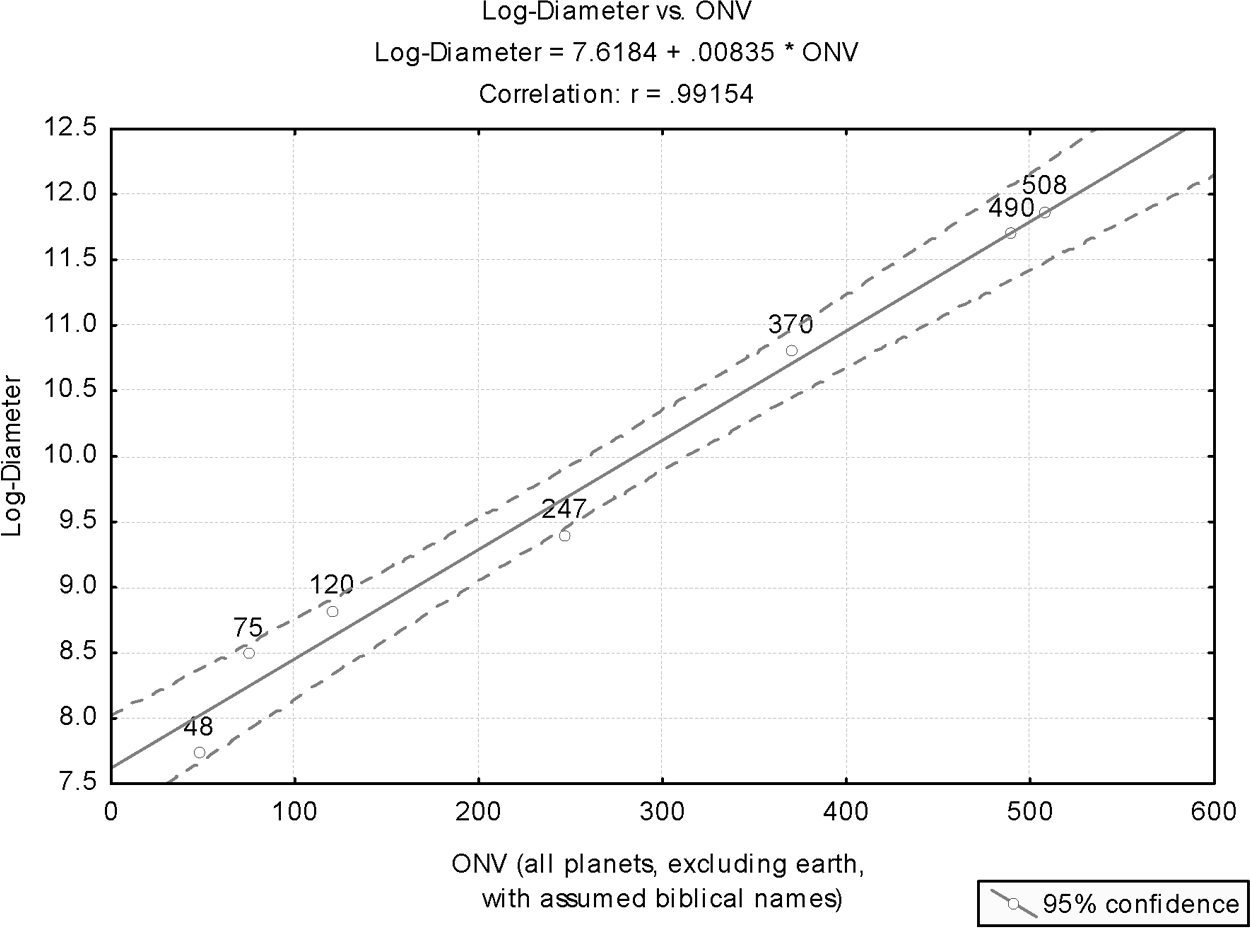 Log-Diameter vs. ONV
Log-Diameter = 7.6184 + .00835 * ONV
Correlation: r = .99154
12.5
12.0
11.5
11.0
10.5
10.0
9.5
9.0
8.5
8.0
7.5
Log-Diameter
508
490
370
247
120
75
48
0 100 200 300 400 500 600
ONV (all planets, excluding earth,
with assumed biblical names)
95% confidence